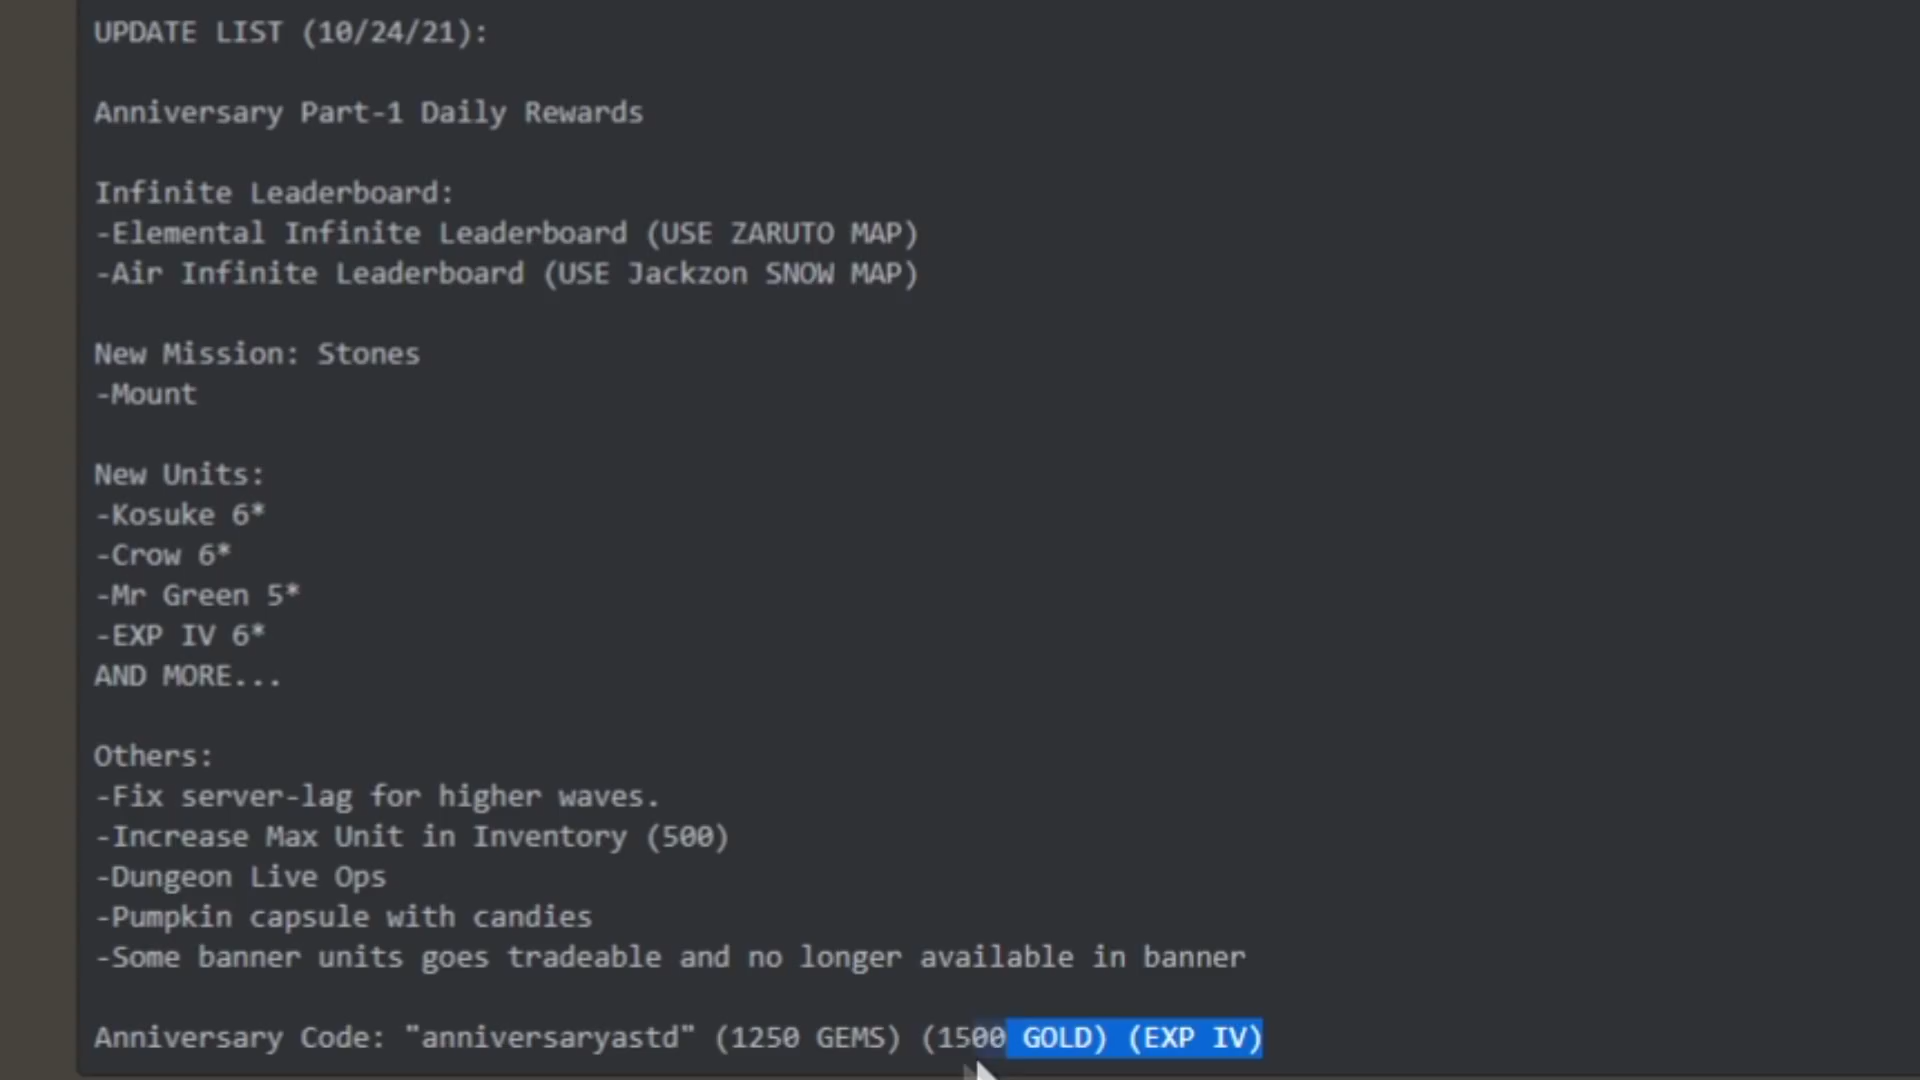 UPDATE LIST (10/24/21):
Anniversary Part-1 Daily Rewards
Infinite Leaderboard:
-Elemental Infinite Leaderboard (USE ZARUTO MAP)
-Air Infinite Leaderboard (USE Jackzon SNOW MAP)
New Mission: Stones
-Mount
New Units:
-Kosuke 6*
-Crow 6*
-Mr Green 5*
-EXP IV 6*
AND MORE...
Others:
-Fix server-lag for higher waves.
-Increase Max Unit in Inventory (500)
-Dungeon Live Ops
-Pumpkin capsule with candies
-Some banner units goes tradeable and no longer available in banner
Anniversary Code: "anniversaryastd" (1250 GEMS) (1500 GOLD) (EXP IV)